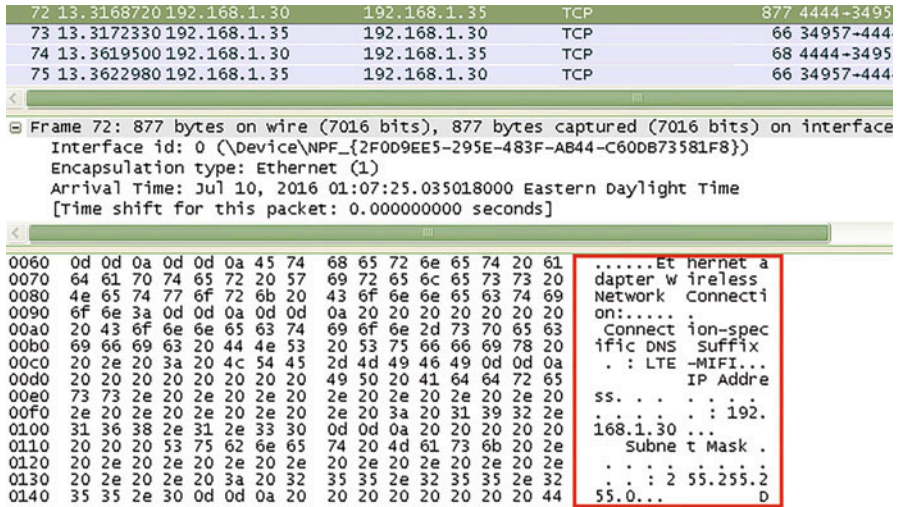 72 13.3168720 192.168.1.30 192.168.1.35 TCP 877 4444→3495
73 13.3172330 192.168.1.35 192.168.1.30 TCP 66 34957→444
74 13.3619500 192.168.1.30 192.168.1.35 TCP 68 4444→3495
75 13.3622980 192.168.1.35 192.168.1.30 TCP 66 34957→444
Frame 72: 877 bytes on wire (7016 bits), 877 bytes captured (7016 bits) on interface
Interface id: 0 (\Device\NPF_{2F0D9EE5-295E-483F-AB44-C60DB73581F8})
Encapsulation type: Ethernet (1)
Arrival Time: Jul 10, 2016 01:07:25.035018000 Eastern Daylight Time
[Time shift for this packet: 0.000000000 seconds]
0060 0d 0d 0a 0d 0d 0a 45 74 68 65 72 6e 65 74 20 61 ......Et hernet a
0070 64 61 70 74 65 72 20 57 69 72 65 6c 65 73 73 20 dapter W ireless
0080 4e 65 74 77 6f 72 6b 20 43 6f 6e 6e 65 63 74 69 Network  Connecti
0090 6f 6e 3a 0d 0d 0a 0d 0d 0a 20 20 20 20 20 20 20 on:..... .
00a0 20 43 6f 6e 6e 65 63 74 69 6f 6e 2d 73 70 65 63 Connect ion-spec
00b0 69 66 69 63 20 44 4e 53 20 53 75 66 66 69 78 20 ific DNS  Suffix
00c0 20 2e 20 3a 20 4c 54 45 2d 4d 49 46 49 0d 0d 0a . : LTE -MIFI...
00d0 20 20 20 20 20 20 20 20 49 50 20 41 64 64 72 65 IP Addre
00e0 73 73 2e 20 2e 20 2e 20 2e 20 2e 20 2e 20 2e 20 ss. . . . . . .
00f0 2e 20 2e 20 2e 20 2e 20 2e 20 3a 20 31 39 32 2e . . . . . : 192.
0100 31 36 38 2e 31 2e 33 30 0d 0d 0a 20 20 20 20 20 168.1.30 ...
0110 20 20 20 53 75 62 6e 65 74 20 4d 61 73 6b 20 2e Subne t Mask .
0120 20 2e 20 2e 20 2e 20 2e 20 2e 20 2e 20 2e 20 2e . . . . . . . .
0130 20 2e 20 2e 20 3a 20 32 35 35 2e 32 35 35 2e 32 . . : 2 55.255.2
0140 35 35 2e 30 0d 0d 0a 20 20 20 20 20 20 20 20 44 55.0... D